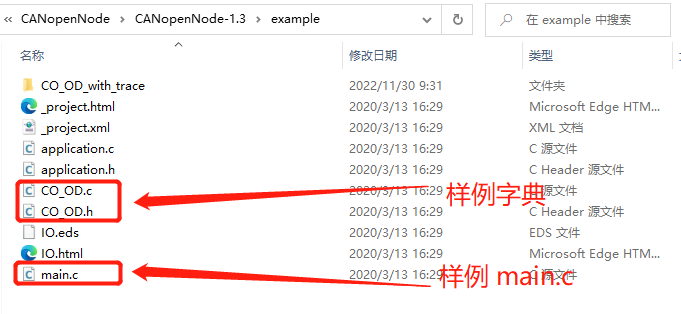 CANopenNode > CANopenNode-1.3 > example
在 example 中搜索
名称 修改日期 类型
CO_OD_with_trace 2022/11/30 9:31 文件夹
_project.html 2020/3/13 16:29 Microsoft Edge HTM...
_project.xml 2020/3/13 16:29 XML 文档
application.c 2020/3/13 16:29 C 源文件
application.h 2020/3/13 16:29 C Header 源文件
CO_OD.c 2020/3/13 16:29 源文件
CO_OD.h 2020/3/13 16:29 C Header 源文件
样例字典
IO.eds 2020/3/13 16:29 EDS 文件
IO.html 2020/3/13 16:29 Microsoft Edge HTM...
main.c 2020/3/13 16:29 源文件
样例 main.c